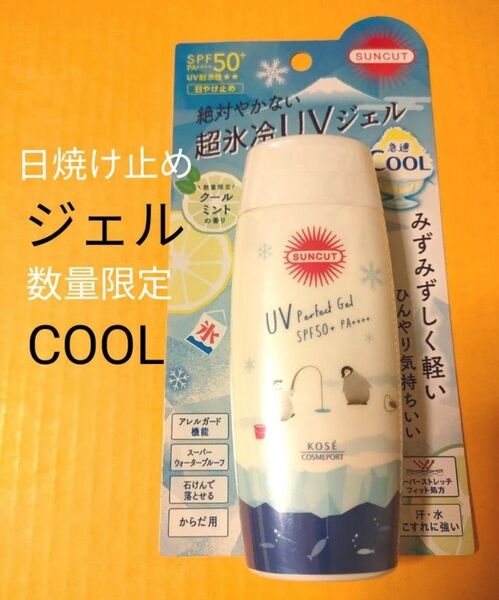 SPF50+
PA++++
UV耐水性★★
日やけ止め
SUNCUT
絶対やかない
超氷冷UVジェル
急速
COOL
数量限定
クール
ミント
の香り
日焼け止め
ジェル
数量限定
COOL
SUNCUT
UV Perfect Gel
SPF50+ PA++++
みずみずしく軽い
ひんやり気持ちいい
氷
KOSÉ
COSMEPORT
アレルガード
機能
スーパー
ウォータープルーフ
石けんで
落とせる
からだ用
ーパーストレッチ
フィット処方
汗・水
こすれに強い